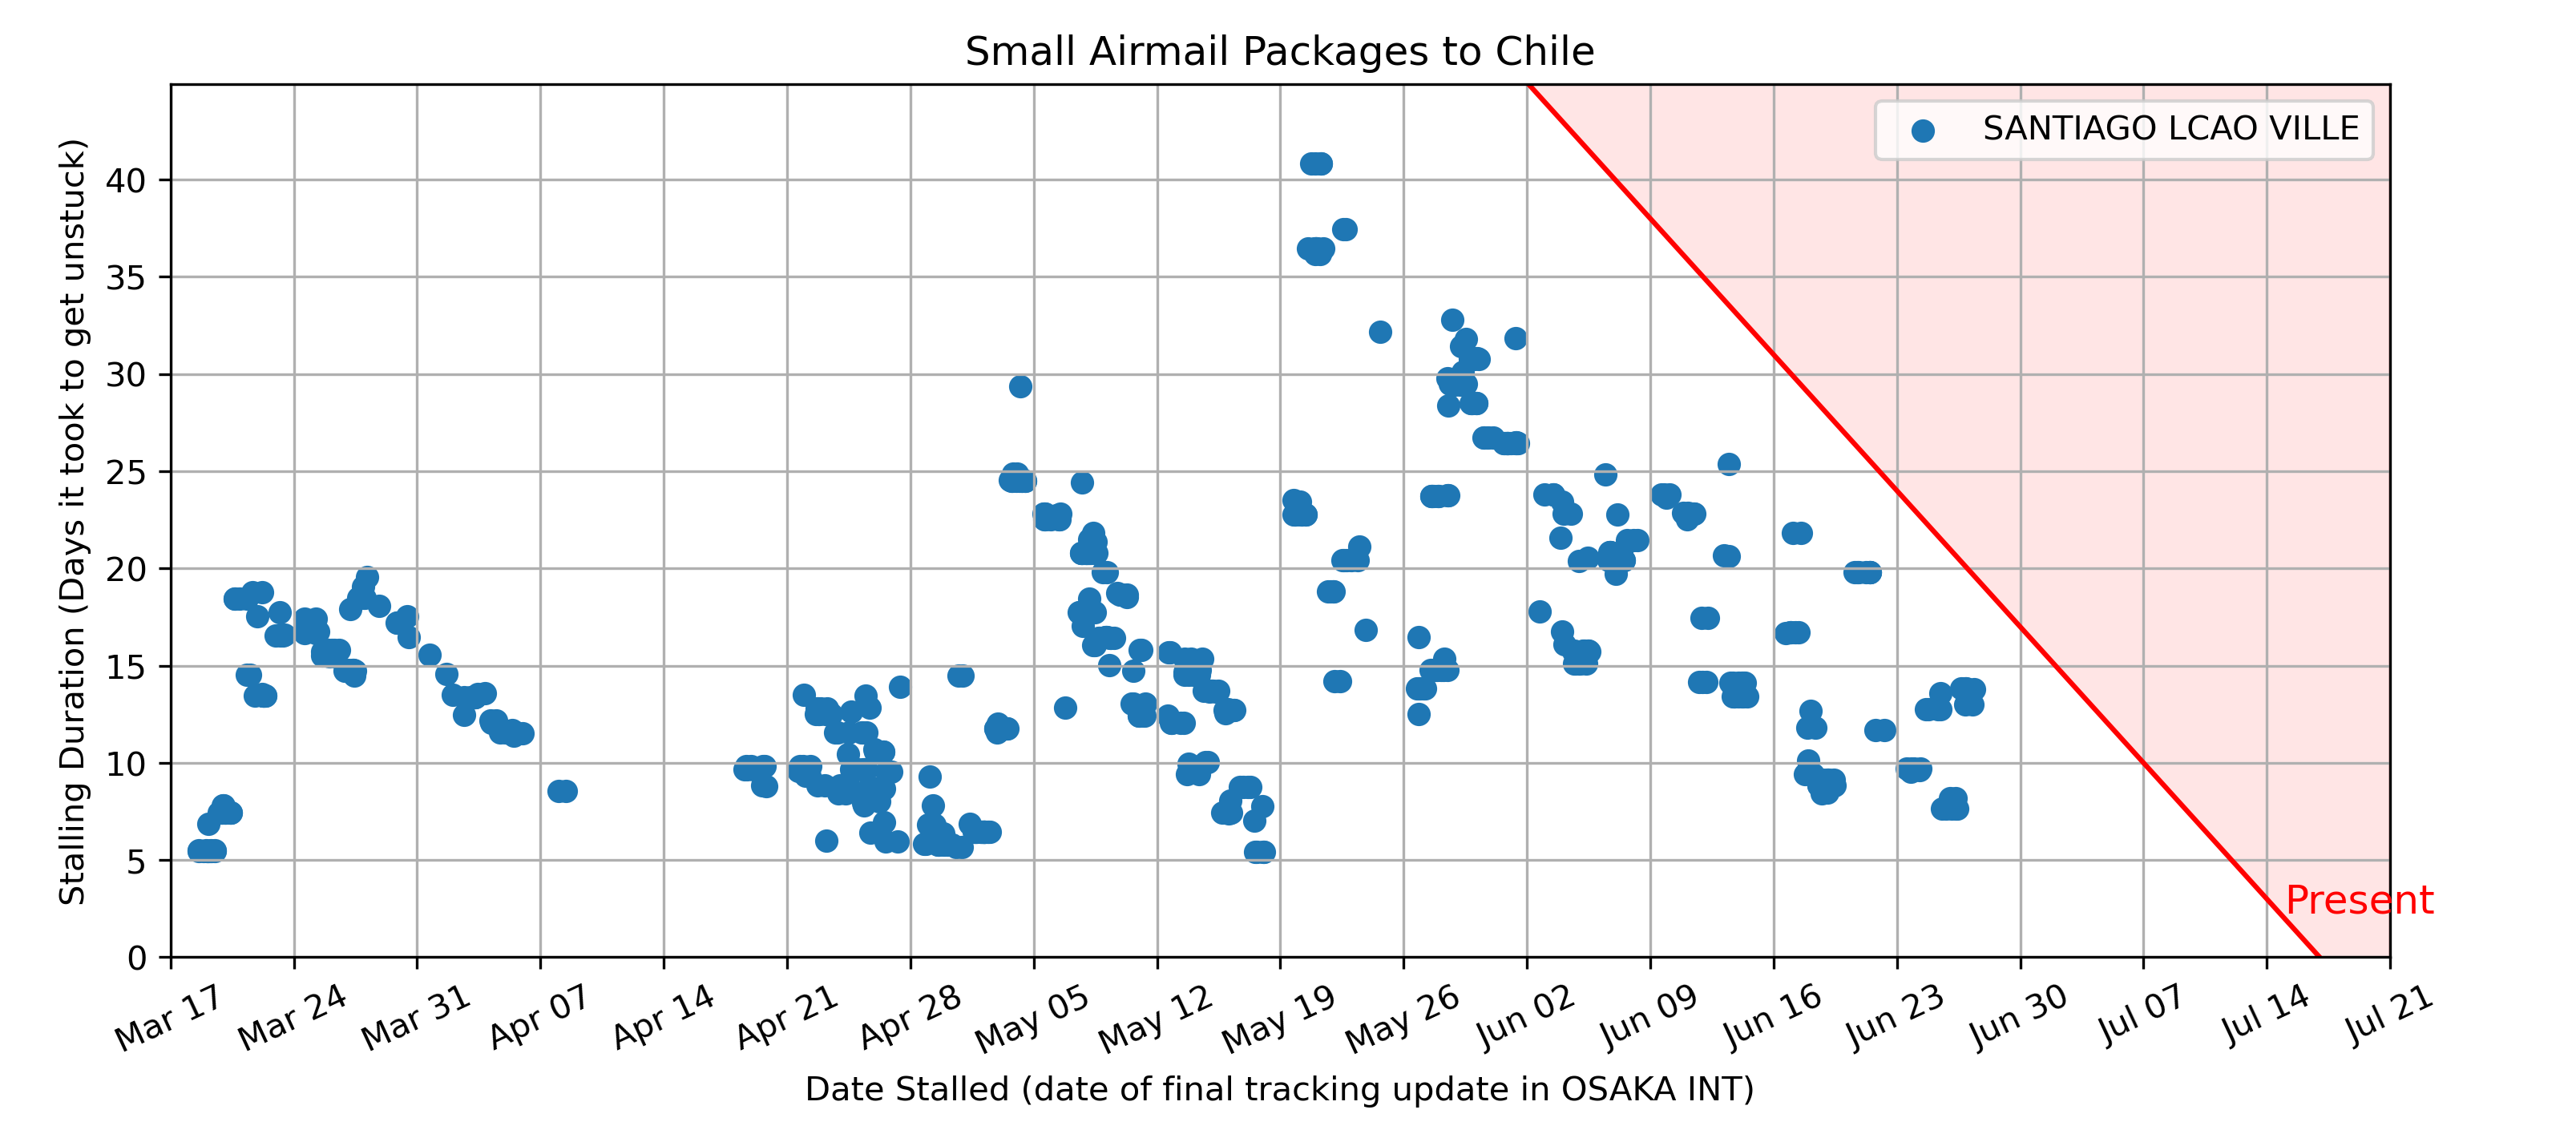 Small Airmail Packages to Chile
SANTIAGO LCAO VILLE
Stalling Duration (Days it took to get unstuck)
40
35
30
25
20
15
10
5
0
Present
Mar 17
Mar 24
Mar 31
Apr 07
Apr 14
Apr 21
Apr 28
May 05
May 12
May 19
May 26
Jun 02
Jun 09
Jun 16
Jun 23
Jun 30
Jul 07
Jul 14
Jul 21
Date Stalled (date of final tracking update in OSAKA INT)